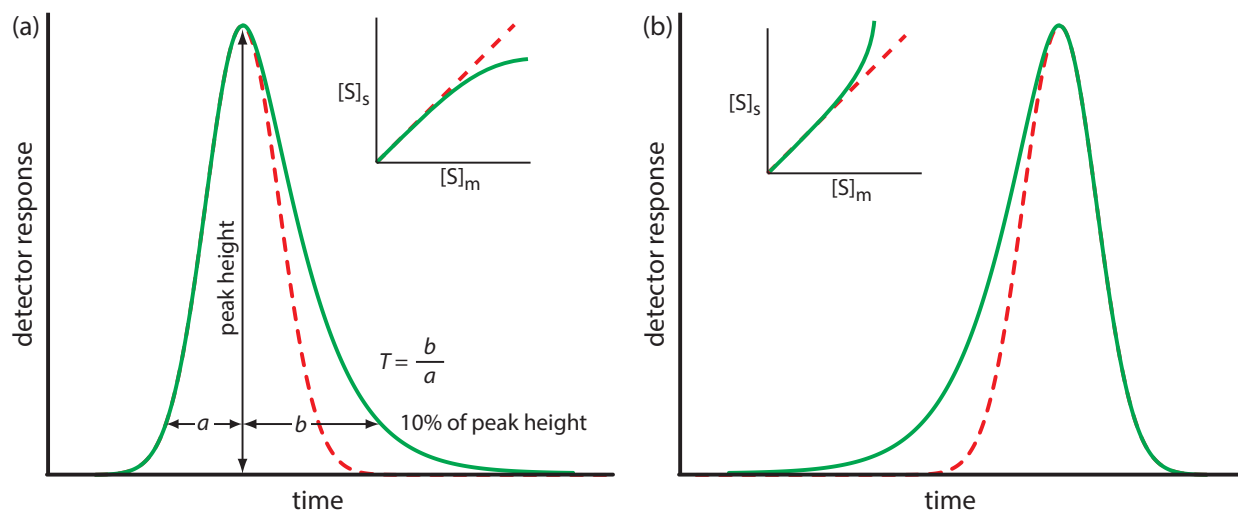 (a)
detector response
peak height
[S]s
[S]m
T = b/a
a
b
10% of peak height
time
(b)
detector response
[S]s
[S]m
time